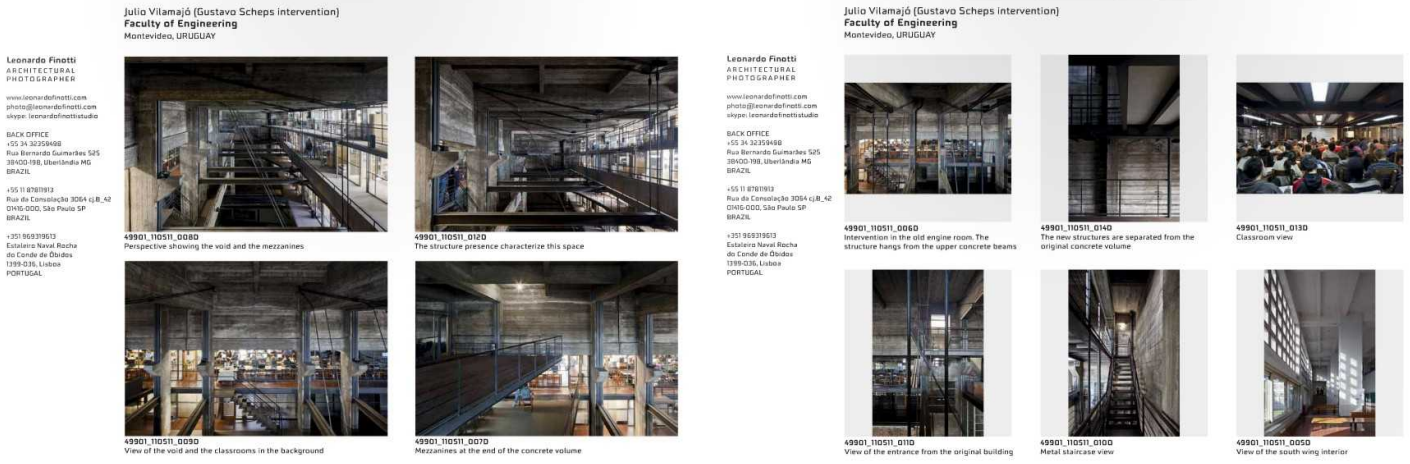 Julio Vilamajó (Gustavo Scheps intervention)
Faculty of Engineering
Montevideo, URUGUAY
Leonardo Finotti
ARCHITECTURAL
PHOTOGRAPHER
www.leonardofinotti.com
photo@leonardofinotti.com
skype: leonardofinottistudio
BACK OFFICE
+55 34 32359498
Rua Bernardo Guimarães 525
38400-198, Uberlândia MG
BRAZIL
+55 11 87811913
Rua da Consolação 3064 cj.B_42
01416-000, São Paulo SP
BRAZIL
+351 969319613
Estaleiro Naval Rocha
do Conde de Óbidos
1399-036, Lisboa
PORTUGAL
49901_110511_008D
Perspective showing the void and the mezzanines
49901_110511_012D
The structure presence characterize this space
49901_110511_009D
View of the void and the classrooms in the background
49901_110511_007D
Mezzanines at the end of the concrete volume
Julio Vilamajó (Gustavo Scheps intervention)
Faculty of Engineering
Montevideo, URUGUAY
Leonardo Finotti
ARCHITECTURAL
PHOTOGRAPHER
www.leonardofinotti.com
photo@leonardofinotti.com
skype: leonardofinottistudio
BACK OFFICE
+55 34 32359498
Rua Bernardo Guimarães 525
38400-198, Uberlândia MG
BRAZIL
+55 11 87811913
Rua da Consolação 3064 cj.B_42
01416-000, São Paulo SP
BRAZIL
+351 969319613
Estaleiro Naval Rocha
do Conde de Óbidos
1399-036, Lisboa
PORTUGAL
49901_110511_006D
Intervention in the old engine room. The
structure hangs from the upper concrete beams
49901_110511_014D
The new structures are separated from the
original concrete volume
49901_110511_013D
Classroom view
49901_110511_011D
View of the entrance from the original building
49901_110511_010D
Metal staircase view
49901_110511_005D
View of the south wing interior